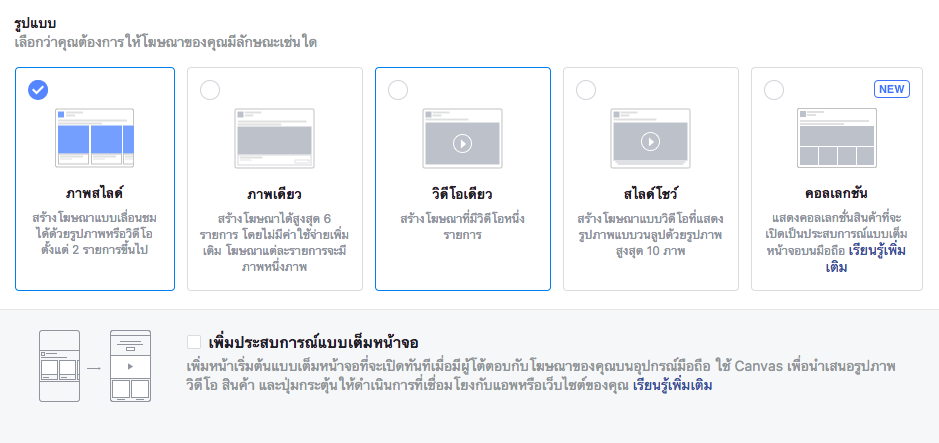 รูปแบบ
เลือกว่าคุณต้องการให้โฆษณาของคุณมีลักษณะเช่นใด
ภาพสไลด์
สร้างโฆษณาแบบเลื่อนชม
ได้ด้วยรูปภาพหรือวิดีโอ
ตั้งแต่ 2 รายการขึ้นไป
ภาพเดียว
สร้างโฆษณาได้สูงสุด 6
รายการ โดยไม่มีค่าใช้จ่ายเพิ่ม
เติม โฆษณาแต่ละรายการจะมี
ภาพหนึ่งภาพ
วิดีโอเดียว
สร้างโฆษณาที่มีวิดีโอหนึ่ง
รายการ
สไลด์โชว์
สร้างโฆษณาแบบวิดีโอที่แสดง
รูปภาพแบบวนลูปด้วยรูปภาพ
สูงสุด 10 ภาพ
NEW
คอลเลกชัน
แสดงคอลเลกชั่นสินค้าที่จะ
เปิดเป็นประสบการณ์แบบเต็ม
หน้าจอบนมือถือ เรียนรู้เพิ่ม
เติม
เพิ่มประสบการณ์แบบเต็มหน้าจอ
เพิ่มหน้าเริ่มต้นแบบเต็มหน้าจอที่จะเปิดทันทีเมื่อมีผู้โต้ตอบกับโฆษณาของคุณบนอุปกรณ์มือถือ ใช้ Canvas เพื่อนำเสนอรูปภาพ
วิดีโอ สินค้า และปุ่มกระตุ้นให้ดำเนินการที่เชื่อมโยงกับแอพหรือเว็บไซต์ของคุณ เรียนรู้เพิ่มเติม